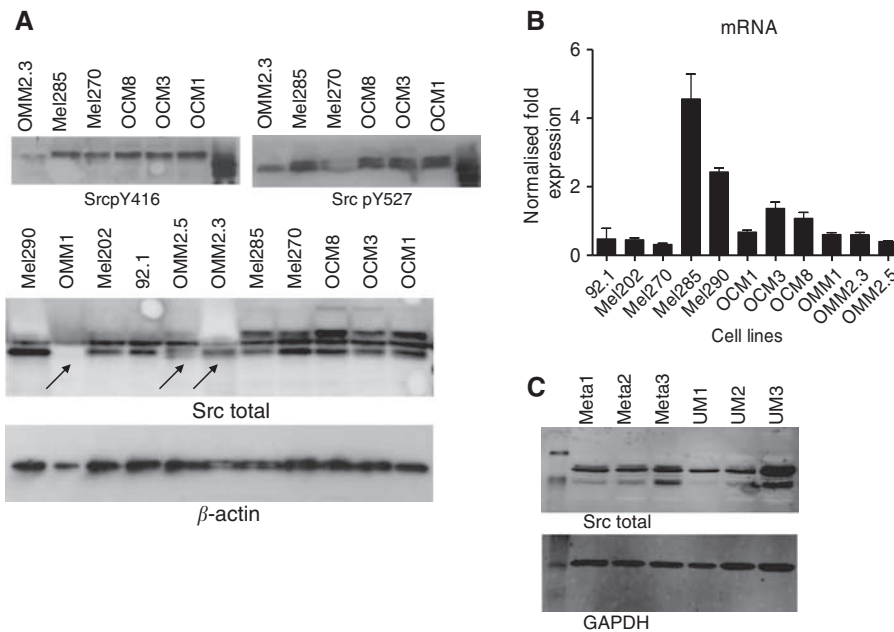 A
OMM2.3 Mel285 Mel270 OCM8 OCM3 OCM1
SrcpY416
OMM2.3 Mel285 Mel270 OCM8 OCM3 OCM1
Src pY527
Mel290 OMM1 Mel202 92.1 OMM2.5 OMM2.3 Mel285 Mel270 OCM8 OCM3 OCM1
Src total
β-actin
B
mRNA
Normalised fold
expression
6
4
2
0
92.1 Mel202 Mel270 Mel285 Mel290 OCM1 OCM3 OCM8 OMM1 OMM2.3 OMM2.5
Cell lines
C
Meta1 Meta2 Meta3 UM1 UM2 UM3
Src total
GAPDH